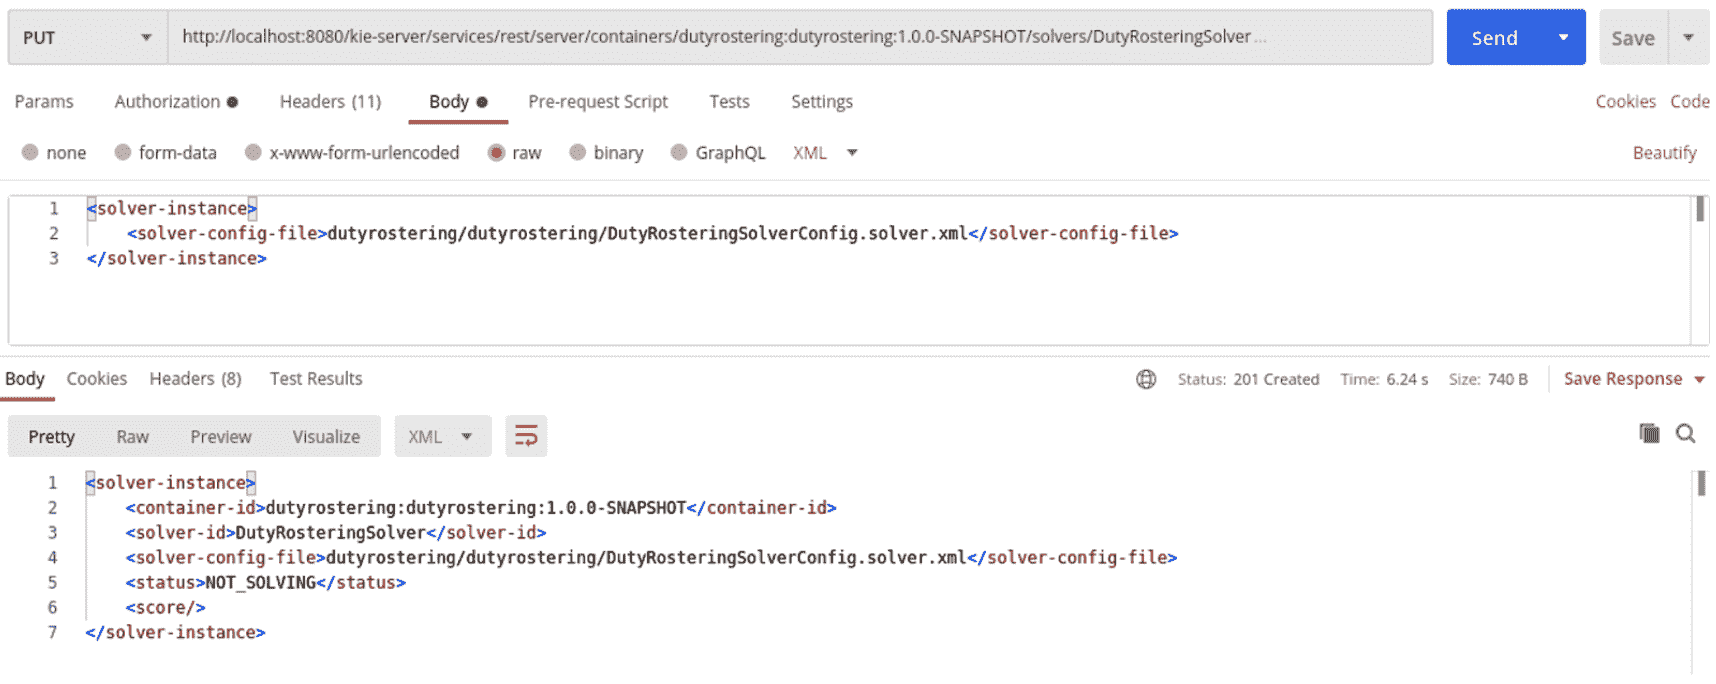 PUT http://localhost:8080/kie-server/services/rest/server/containers/dutyrostering:dutyrostering:1.0.0-SNAPSHOT/solvers/DutyRosteringSolver... Send Save
Params Authorization Headers (11) Body Pre-request Script Tests Settings Cookies Code
none form-data x-www-form-urlencoded raw binary GraphQL XML Beautify
1 <solver-instance>
2 <solver-config-file>dutyrostering/dutyrostering/DutyRosteringSolverConfig.solver.xml</solver-config-file>
3 </solver-instance>
Body Cookies Headers (8) Test Results Status: 201 Created Time: 6.24 s Size: 740 B Save Response
Pretty Raw Preview Visualize XML
1 <solver-instance>
2 <container-id>dutyrostering:dutyrostering:1.0.0-SNAPSHOT</container-id>
3 <solver-id>DutyRosteringSolver</solver-id>
4 <solver-config-file>dutyrostering/dutyrostering/DutyRosteringSolverConfig.solver.xml</solver-config-file>
5 <status>NOT_SOLVING</status>
6 <score/>
7 </solver-instance>